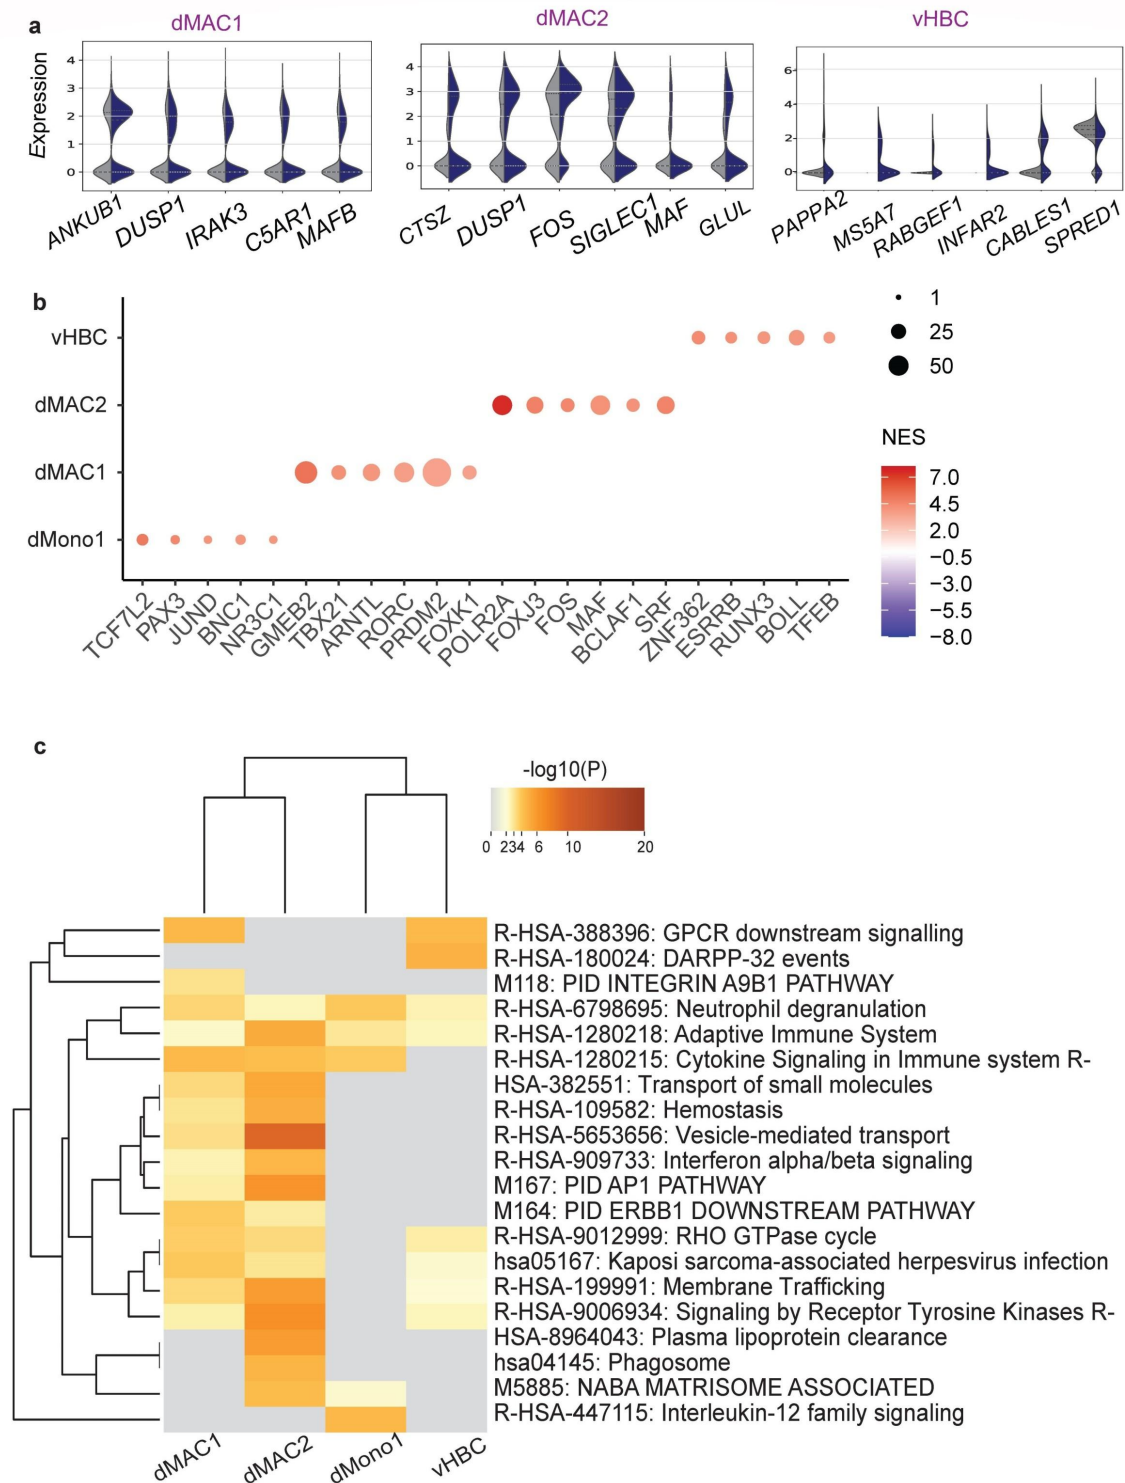 a
dMAC1
dMAC2
vHBC
Expression
4
3
2
1
0
4
3
2
1
0
6
4
2
0
ANKUB1
DUSP1
IRAK3
C5AR1
MAFB
CTSZ
DUSP1
FOS
SIGLEC1
MAF
GLUL
PAPPA2
MS5A7
RABGEF1
INFAR2
CABLES1
SPRED1
b
vHBC
dMAC2
dMAC1
dMono1
TCF7L2
PAX3
JUND
BNC1
NR3C1
GMEB2
TBX21
ARNTL
RORC
PRDM2
FOXK1
POLR2A
FOXJ3
FOS
MAF
BCLAF1
SRF
ZNF362
ESRRB
RUNX3
BOLL
TFEB
1
25
50
NES
7.0
4.5
2.0
−0.5
−3.0
−5.5
−8.0
c
-log10(P)
0 2 3 4 6 10 20
R-HSA-388396: GPCR downstream signalling
R-HSA-180024: DARPP-32 events
M118: PID INTEGRIN A9B1 PATHWAY
R-HSA-6798695: Neutrophil degranulation
R-HSA-1280218: Adaptive Immune System
R-HSA-1280215: Cytokine Signaling in Immune system R-
HSA-382551: Transport of small molecules
R-HSA-109582: Hemostasis
R-HSA-5653656: Vesicle-mediated transport
R-HSA-909733: Interferon alpha/beta signaling
M167: PID AP1 PATHWAY
M164: PID ERBB1 DOWNSTREAM PATHWAY
R-HSA-9012999: RHO GTPase cycle
hsa05167: Kaposi sarcoma-associated herpesvirus infection
R-HSA-199991: Membrane Trafficking
R-HSA-9006934: Signaling by Receptor Tyrosine Kinases R-
HSA-8964043: Plasma lipoprotein clearance
hsa04145: Phagosome
M5885: NABA MATRISOME ASSOCIATED
R-HSA-447115: Interleukin-12 family signaling
dMAC1
dMAC2
dMono1
vHBC